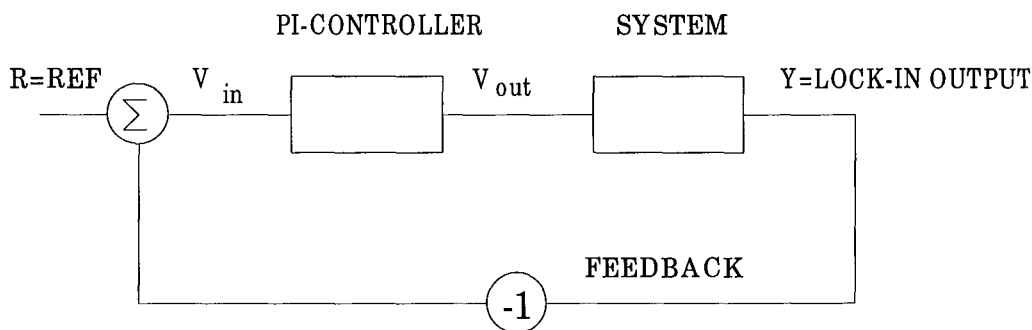 PI-CONTROLLER SYSTEM
R=REF V in V out Y=LOCK-IN OUTPUT
Σ
FEEDBACK
-1